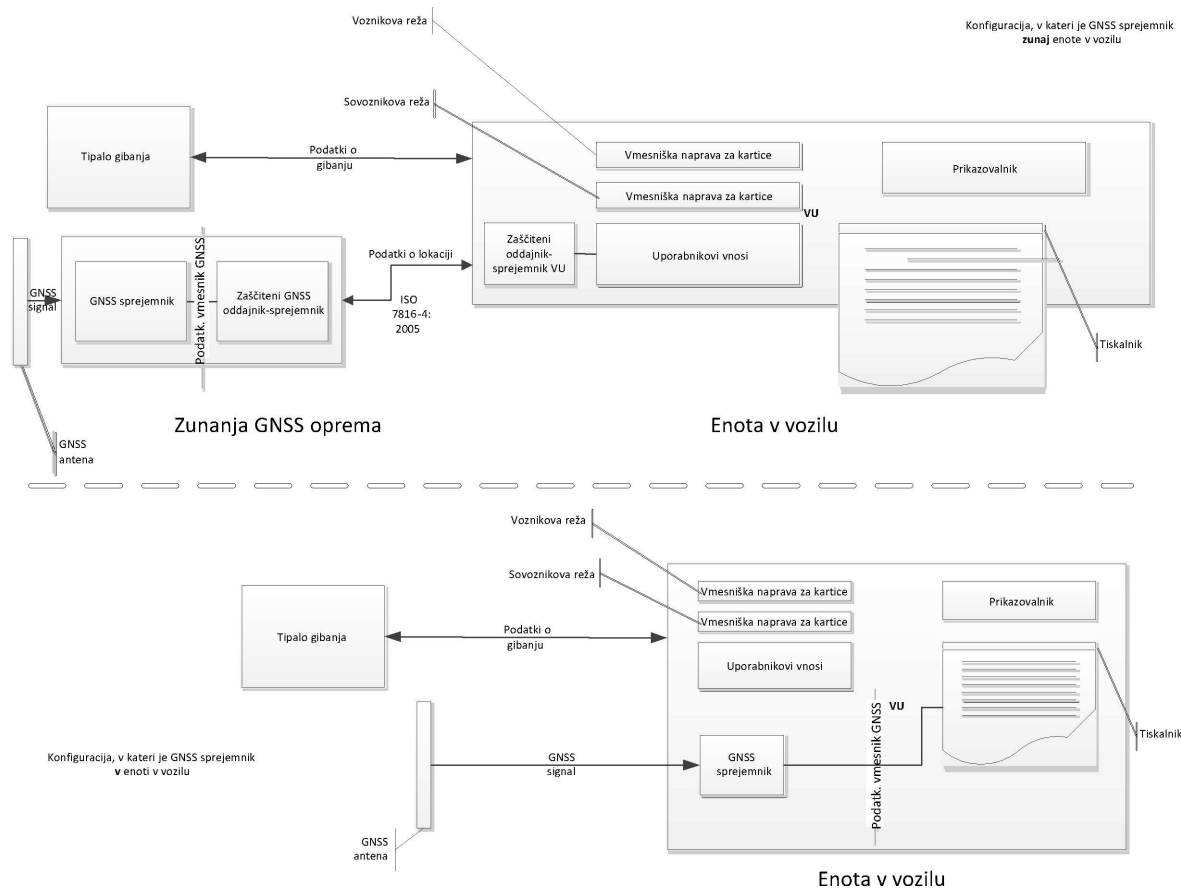 Voznikova reža
Konfiguracija, v kateri je GNSS sprejemnik
zunaj enote v vozilu
Sovoznikova reža
Tipalo gibanja
Podatki o
gibanju
Vmesniška naprava za kartice
Prikazovalnik
Vmesniška naprava za kartice
VU
Zaščiteni
oddajnik-
sprejemnik VU
Uporabnikovi vnosi
GNSS
signal
GNSS sprejemnik
Podatk. vmesnik GNSS
Zaščiteni GNSS
oddajnik-sprejemnik
Podatki o lokaciji
ISO
7816-4:
2005
Tiskalnik
Zunanja GNSS oprema
Enota v vozilu
GNSS
antena
Voznikova reža
Sovoznikova reža
Vmesniška naprava za kartice
Prikazovalnik
Vmesniška naprava za kartice
Tipalo gibanja
Podatki o
gibanju
Uporabnikovi vnosi
VU
Podatk. vmesnik GNSS
Tiskalnik
Konfiguracija, v kateri je GNSS sprejemnik
v enoti v vozilu
GNSS
signal
GNSS
sprejemnik
GNSS
antena
Enota v vozilu